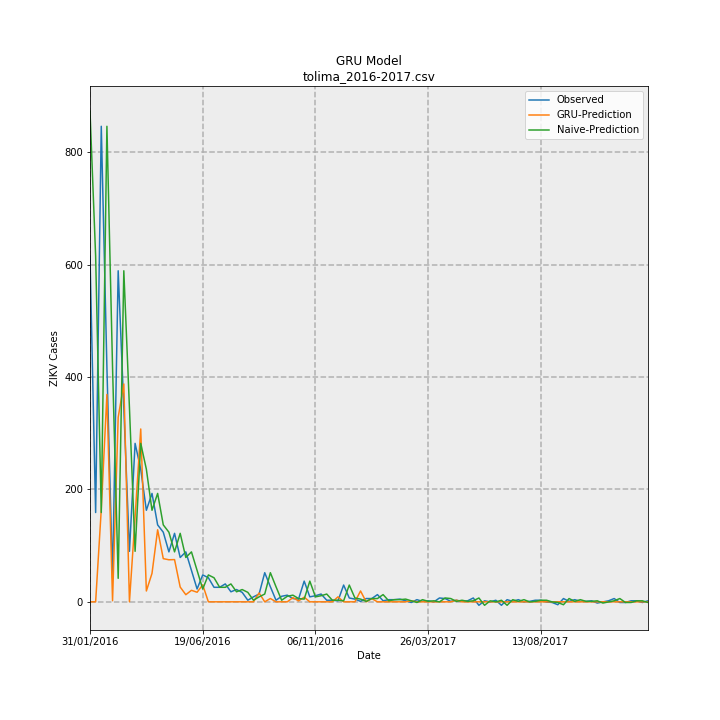 GRU Model
tolima_2016-2017.csv
Observed
GRU-Prediction
Naive-Prediction
800
600
400
200
0
ZIKV Cases
31/01/2016 19/06/2016 06/11/2016 26/03/2017 13/08/2017
Date